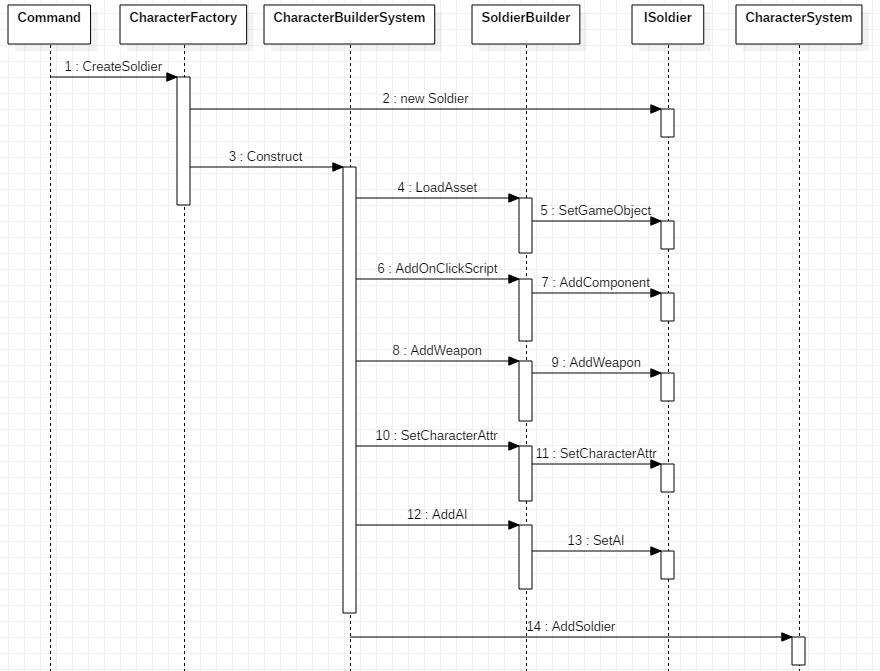 Command
CharacterFactory
CharacterBuilderSystem
SoldierBuilder
ISoldier
CharacterSystem
1 : CreateSoldier
2 : new Soldier
3 : Construct
4 : LoadAsset
5 : SetGameObject
6 : AddOnClickScript
7 : AddComponent
8 : AddWeapon
9 : AddWeapon
10 : SetCharacterAttr
11 : SetCharacterAttr
12 : AddAI
13 : SetAI
14 : AddSoldier